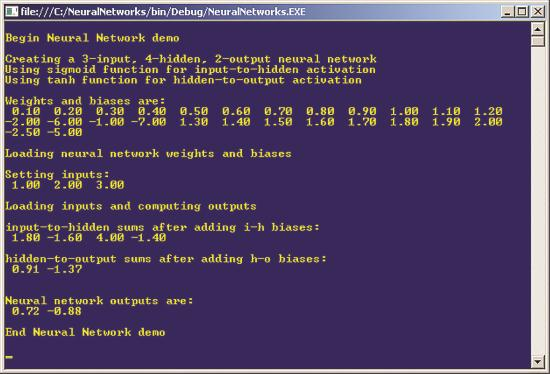 file:///C:/NeuralNetworks/bin/Debug/NeuralNetworks.EXE
Begin Neural Network demo
Creating a 3-input, 4-hidden, 2-output neural network
Using sigmoid function for input-to-hidden activation
Using tanh function for hidden-to-output activation
Weights and biases are:
0.10 0.20 0.30 0.40 0.50 0.60 0.70 0.80 0.90 1.00 1.10 1.20
-2.00 -6.00 -1.00 -7.00 1.30 1.40 1.50 1.60 1.70 1.80 1.90 2.00
-2.50 -5.00
Loading neural network weights and biases
Setting inputs:
1.00 2.00 3.00
Loading inputs and computing outputs
input-to-hidden sums after adding i-h biases:
1.80 -1.60 4.00 -1.40
hidden-to-output sums after adding h-o biases:
0.91 -1.37
Neural network outputs are:
0.72 -0.88
End Neural Network demo